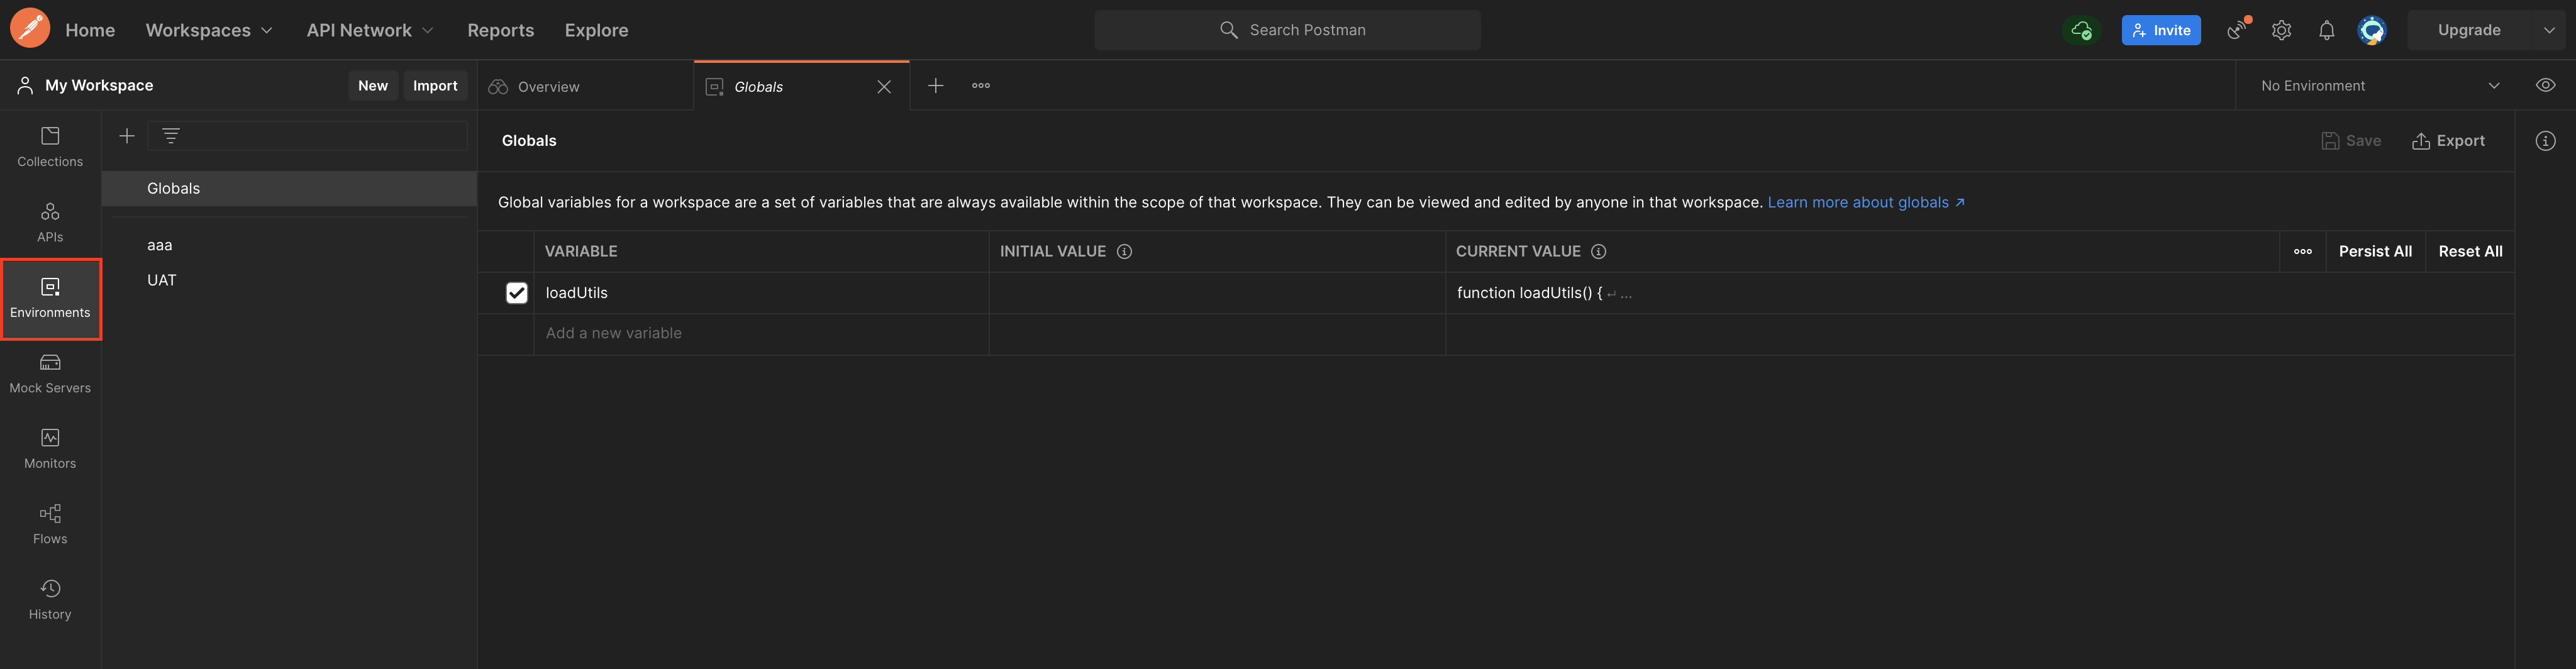 Home Workspaces API Network Reports Explore Search Postman Invite Upgrade
My Workspace New Import Overview Globals No Environment
Collections
APIs
Environments
Mock Servers
Monitors
Flows
History
Globals
aaa
UAT
Globals Save Export
Global variables for a workspace are a set of variables that are always available within the scope of that workspace. They can be viewed and edited by anyone in that workspace. Learn more about globals ↗
VARIABLE INITIAL VALUE CURRENT VALUE Persist All Reset All
loadUtils function loadUtils() { ↵ ...
Add a new variable